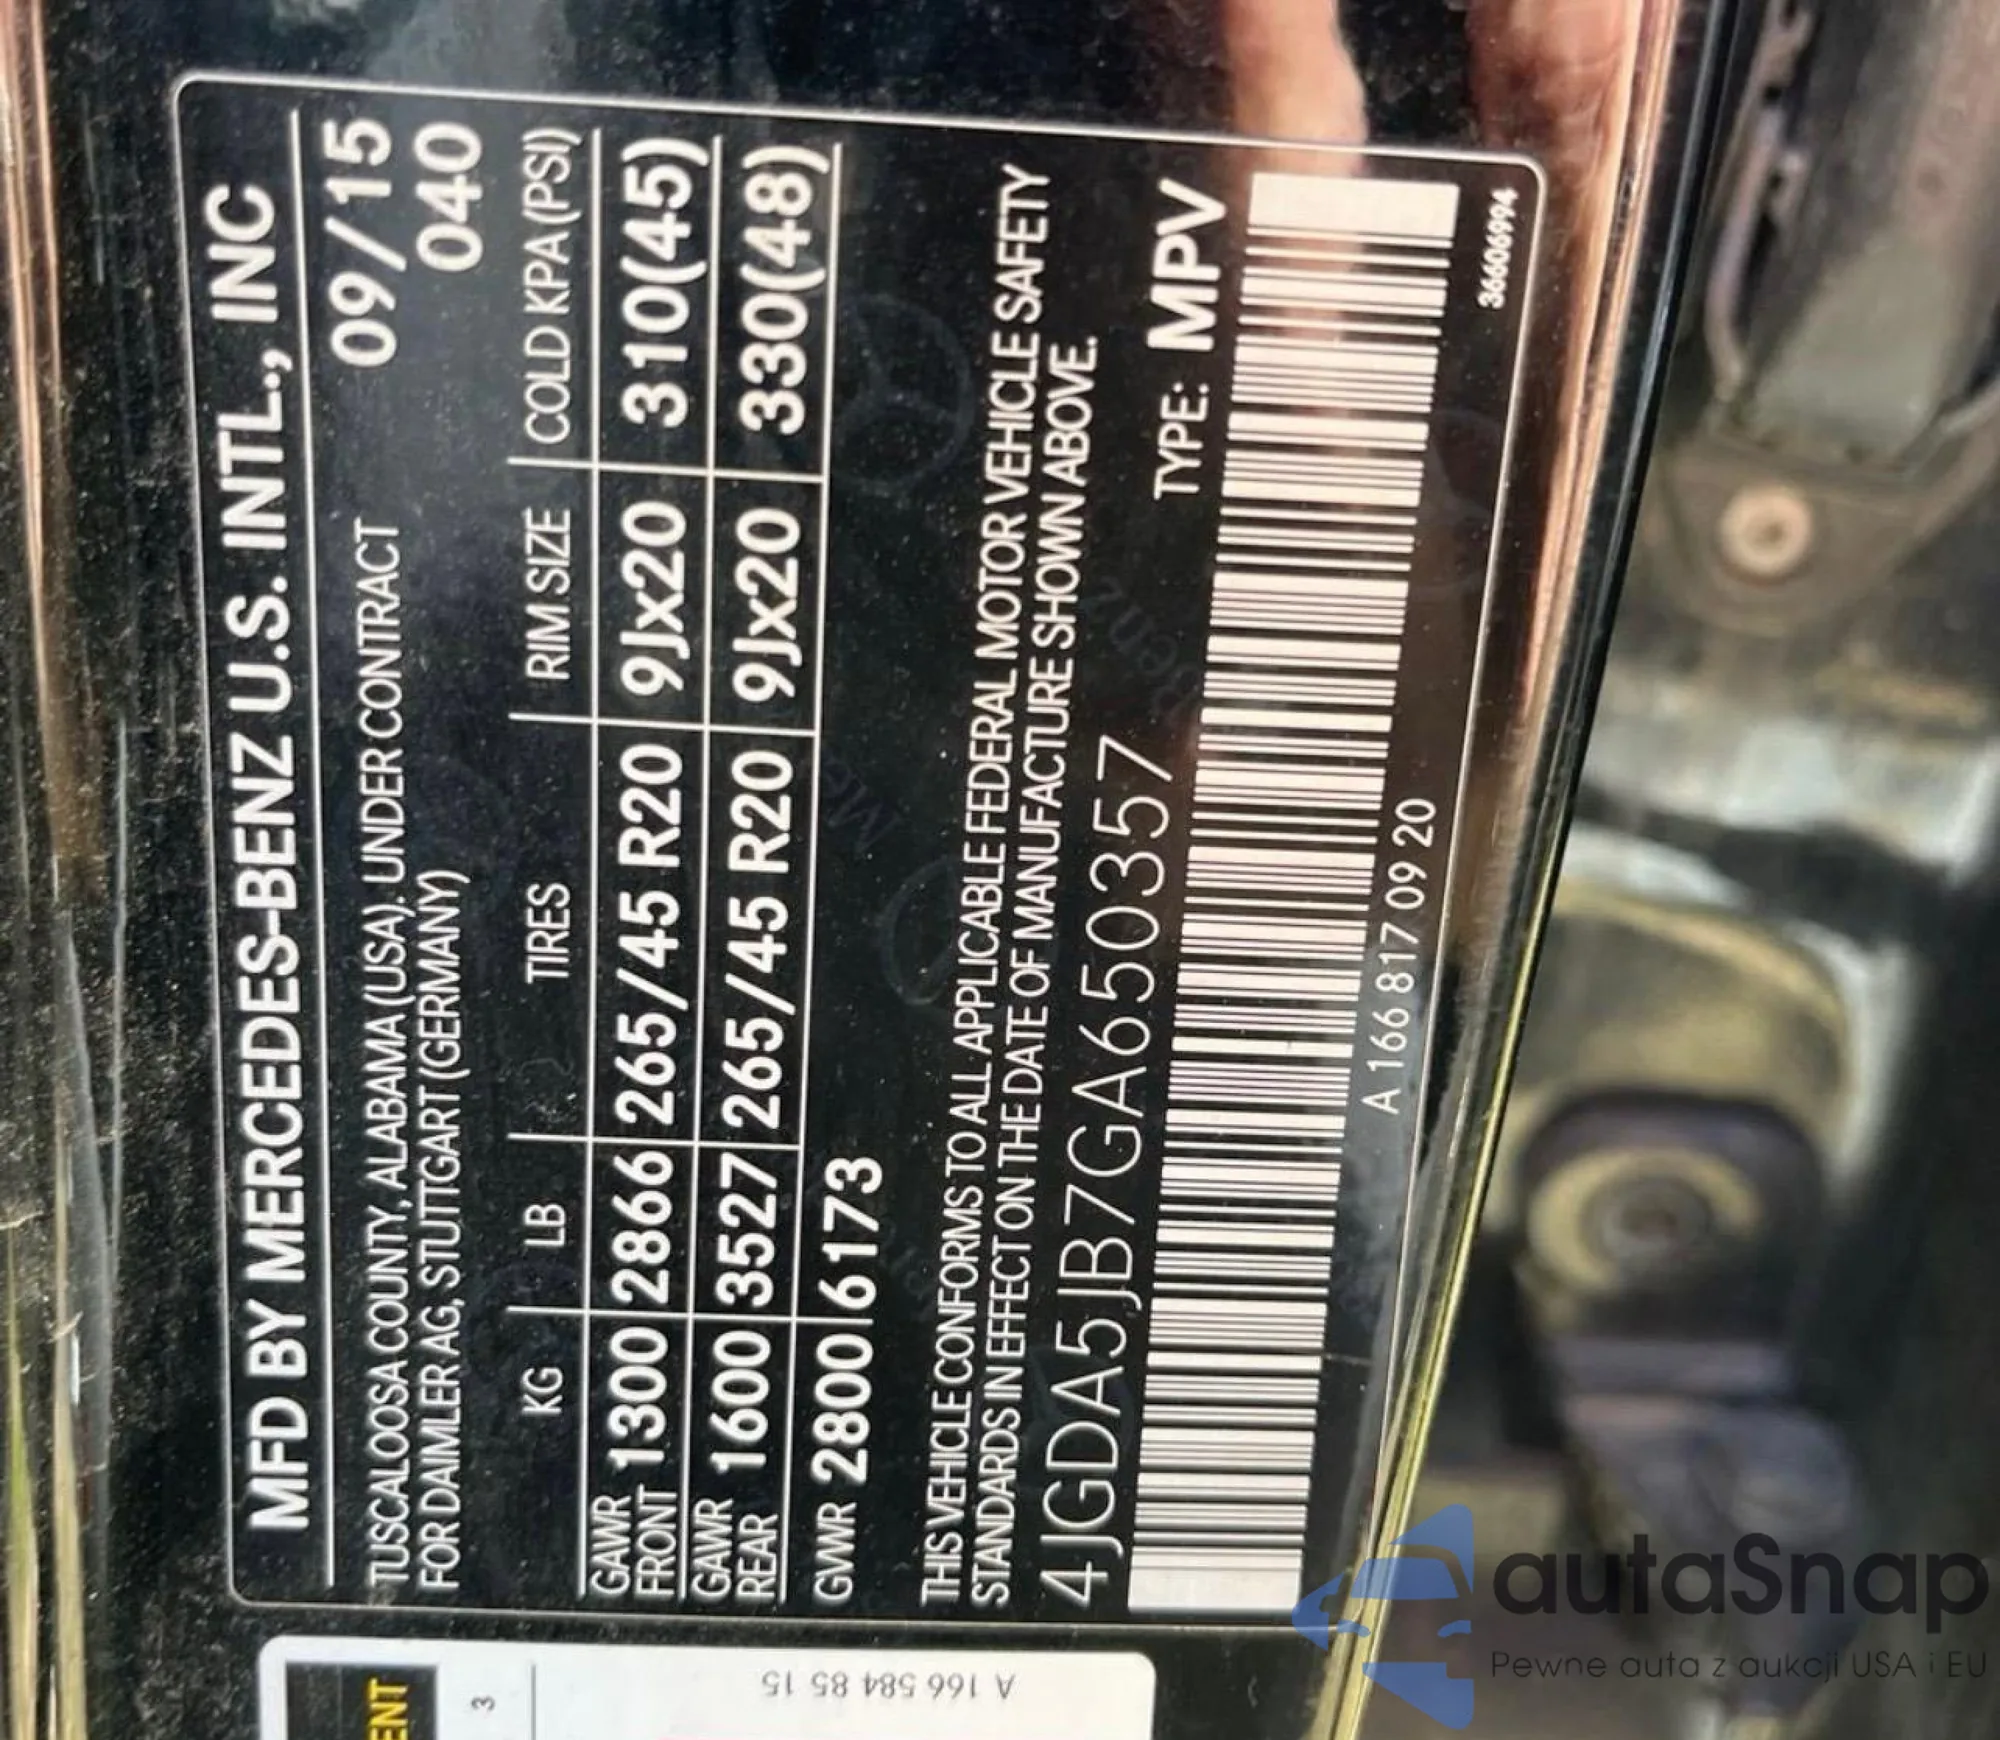 MFD BY MERCEDES-BENZ U.S. INTL., INC
TUSCALOOSA COUNTY, ALABAMA (USA). UNDER CONTRACT 09/15
FOR DAIMLER AG, STUTTGART (GERMANY) 040
KG LB TIRES RIM SIZE COLD KPA (PSI)
GAWR FRONT 1300 2866 265/45 R20 9Jx20 310(45)
GAWR REAR 1600 3527 265/45 R20 9Jx20 330(48)
GVWR 2800 6173
THIS VEHICLE CONFORMS TO ALL APPLICABLE FEDERAL MOTOR VEHICLE SAFETY
STANDARDS IN EFFECT ON THE DATE OF MANUFACTURE SHOWN ABOVE.
4JGDA5JB7GA650357 TYPE: MPV
A 166 817 09 20
36606994
ENT
3
A 166 584 85 15
autaSnap
Pewne auta z aukcji USA i EU